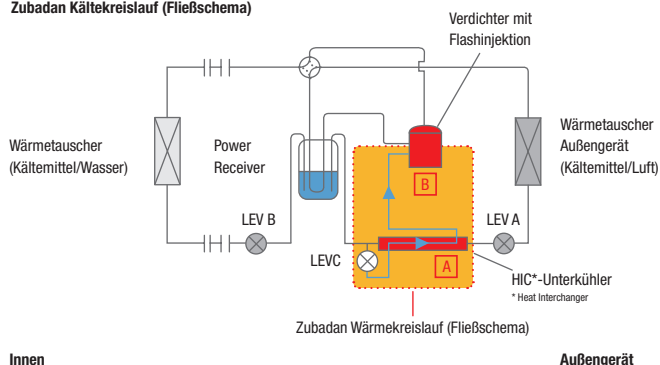 Zubadan Kältekreislauf (Fließschema)
Verdichter mit
Flashinjektion
Wärmetauscher
(Kältemittel/Wasser)
Power
Receiver
Wärmetauscher
Außengerät
(Kältemittel/Luft)
B
LEV B
LEV A
LEVC
A
HIC*-Unterkühler
* Heat Interchanger
Zubadan Wärmekreislauf (Fließschema)
Innen
Außengerät